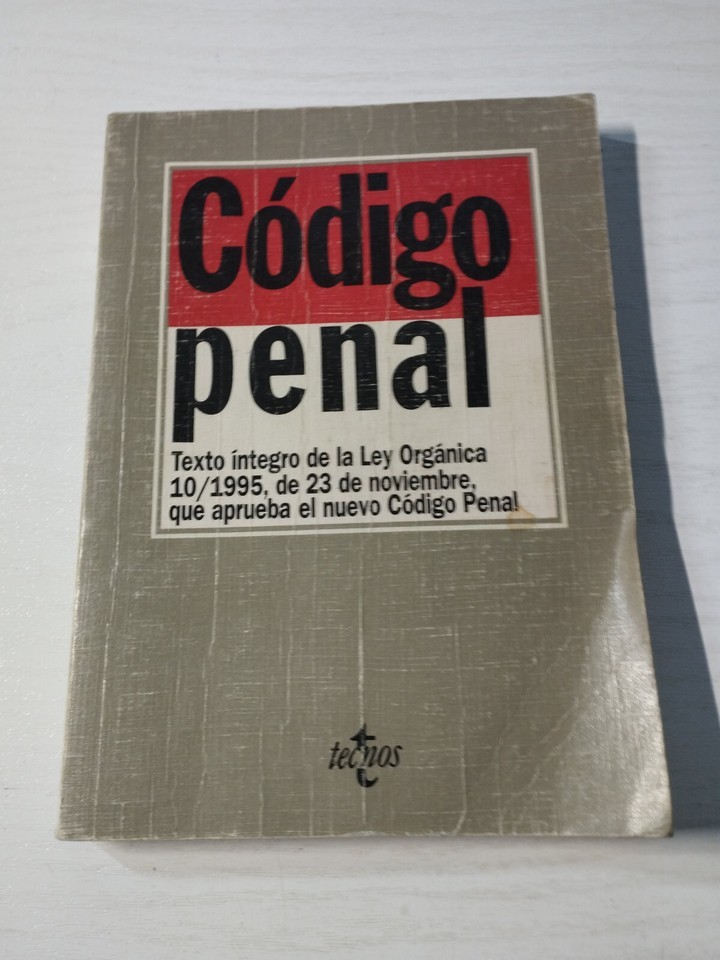 Código
penal
Texto íntegro de la Ley Orgánica
10/1995, de 23 de noviembre,
que aprueba el nuevo Código Penal
tecnos